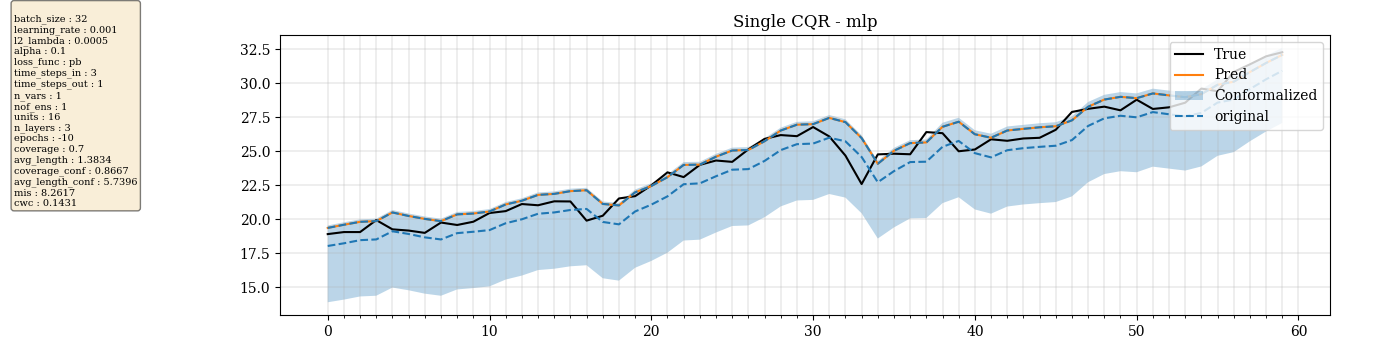 batch_size : 32
learning_rate : 0.001
l2_lambda : 0.0005
alpha : 0.1
loss_func : pb
time_steps_in : 3
time_steps_out : 1
n_vars : 1
nof_ens : 1
units : 16
n_layers : 3
epochs : -10
coverage : 0.7
avg_length : 1.3834
coverage_conf : 0.8667
avg_length_conf : 5.7396
mis : 8.2617
cwc : 0.1431
Single CQR - mlp
32.5
30.0
27.5
25.0
22.5
20.0
17.5
15.0
True
Pred
Conformalized
original
0 10 20 30 40 50 60